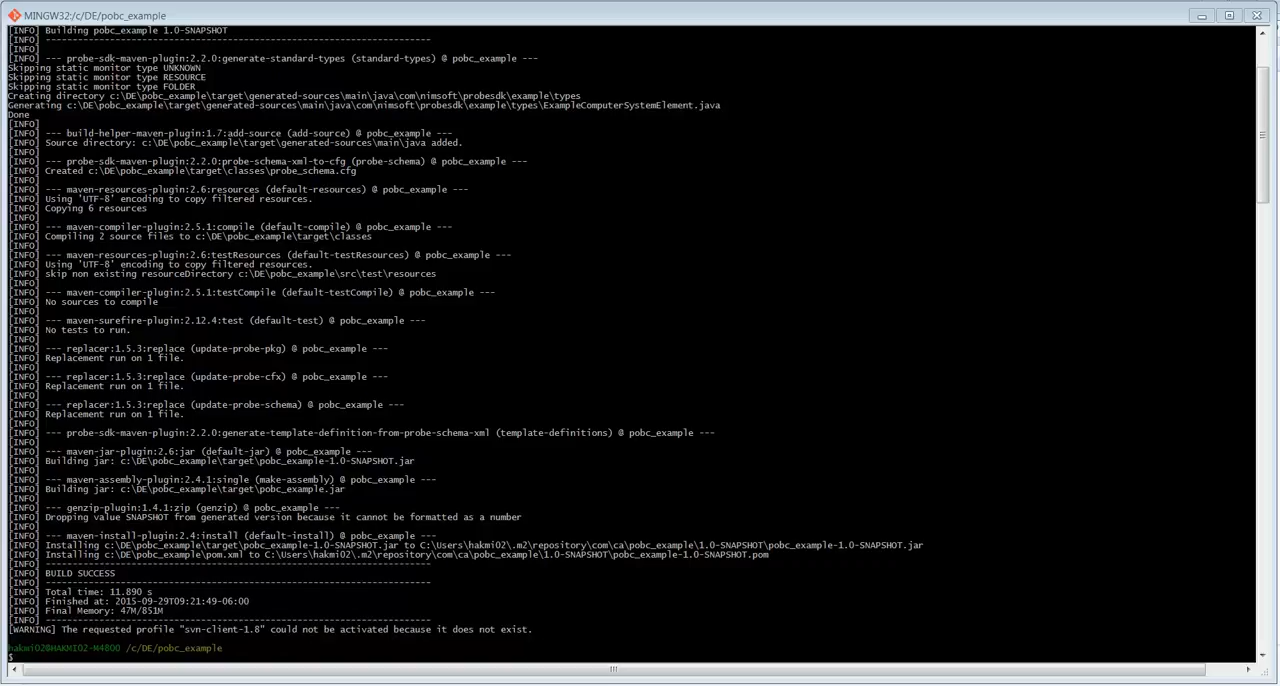 MINGW32:/c/DE/pobc_example
[INFO] Building pobc_example 1.0-SNAPSHOT
[INFO] ------------------------------------------------------------------------
[INFO]
[INFO] --- probe-sdk-maven-plugin:2.2.0:generate-standard-types (standard-types) @ pobc_example ---
Skipping static monitor type UNKNOWN
Skipping static monitor type RESOURCE
Skipping static monitor type FOLDER
Creating directory c:\DE\pobc_example\target\generated-sources\main\java\com\nimsoft\probesdk\example\types
Generating c:\DE\pobc_example\target\generated-sources\main\java\com\nimsoft\probesdk\example\types\ExampleComputerSystemElement.java
Done
[INFO]
[INFO] --- build-helper-maven-plugin:1.7:add-source (add-source) @ pobc_example ---
[INFO] Source directory: c:\DE\pobc_example\target\generated-sources\main\java added.
[INFO]
[INFO] --- probe-sdk-maven-plugin:2.2.0:probe-schema-xml-to-cfg (probe-schema) @ pobc_example ---
[INFO] Created c:\DE\pobc_example\target\classes\probe_schema.cfg
[INFO]
[INFO] --- maven-resources-plugin:2.6:resources (default-resources) @ pobc_example ---
[INFO] Using 'UTF-8' encoding to copy filtered resources.
[INFO] Copying 6 resources
[INFO]
[INFO] --- maven-compiler-plugin:2.5.1:compile (default-compile) @ pobc_example ---
[INFO] Compiling 2 source files to c:\DE\pobc_example\target\classes
[INFO]
[INFO] --- maven-resources-plugin:2.6:testResources (default-testResources) @ pobc_example ---
[INFO] Using 'UTF-8' encoding to copy filtered resources.
[INFO] skip non existing resourceDirectory c:\DE\pobc_example\src\test\resources
[INFO]
[INFO] --- maven-compiler-plugin:2.5.1:testCompile (default-testCompile) @ pobc_example ---
[INFO] No sources to compile
[INFO]
[INFO] --- maven-surefire-plugin:2.12.4:test (default-test) @ pobc_example ---
[INFO] No tests to run.
[INFO]
[INFO] --- replacer:1.5.3:replace (update-probe-pkg) @ pobc_example ---
[INFO] Replacement run on 1 file.
[INFO]
[INFO] --- replacer:1.5.3:replace (update-probe-cfx) @ pobc_example ---
[INFO] Replacement run on 1 file.
[INFO]
[INFO] --- replacer:1.5.3:replace (update-probe-schema) @ pobc_example ---
[INFO] Replacement run on 1 file.
[INFO]
[INFO] --- probe-sdk-maven-plugin:2.2.0:generate-template-definition-from-probe-schema-xml (template-definitions) @ pobc_example ---
[INFO]
[INFO] --- maven-jar-plugin:2.6:jar (default-jar) @ pobc_example ---
[INFO] Building jar: c:\DE\pobc_example\target\pobc_example-1.0-SNAPSHOT.jar
[INFO]
[INFO] --- maven-assembly-plugin:2.4.1:single (make-assembly) @ pobc_example ---
[INFO] Building jar: c:\DE\pobc_example\target\pobc_example.jar
[INFO]
[INFO] --- genzip-plugin:1.4.1:zip (genzip) @ pobc_example ---
[INFO] Dropping value SNAPSHOT from generated version because it cannot be formatted as a number
[INFO]
[INFO] --- maven-install-plugin:2.4:install (default-install) @ pobc_example ---
[INFO] Installing c:\DE\pobc_example\target\pobc_example-1.0-SNAPSHOT.jar to C:\Users\hakmi02\.m2\repository\com\ca\pobc_example\1.0-SNAPSHOT\pobc_example-1.0-SNAPSHOT.jar
[INFO] Installing c:\DE\pobc_example\pom.xml to C:\Users\hakmi02\.m2\repository\com\ca\pobc_example\1.0-SNAPSHOT\pobc_example-1.0-SNAPSHOT.pom
[INFO] ------------------------------------------------------------------------
[INFO] BUILD SUCCESS
[INFO] ------------------------------------------------------------------------
[INFO] Total time: 11.890 s
[INFO] Finished at: 2015-09-29T09:21:49-06:00
[INFO] Final Memory: 47M/851M
[INFO] ------------------------------------------------------------------------
[WARNING] The requested profile "svn-client-1.8" could not be activated because it does not exist.
hakmi02@HAKMI02-M4800 /c/DE/pobc_example
$